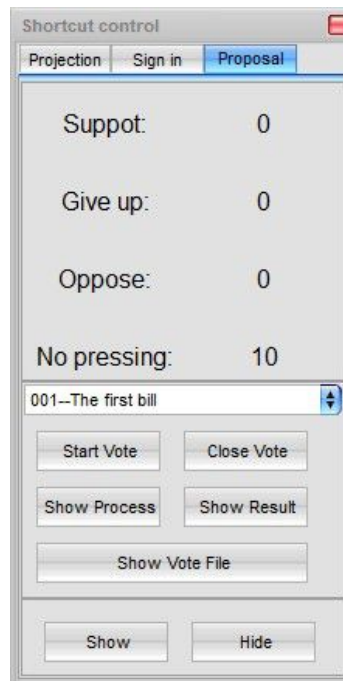 Shortcut control
Projection Sign in Proposal
Suppot: 0
Give up: 0
Oppose: 0
No pressing: 10
001--The first bill
Start Vote Close Vote
Show Process Show Result
Show Vote File
Show Hide